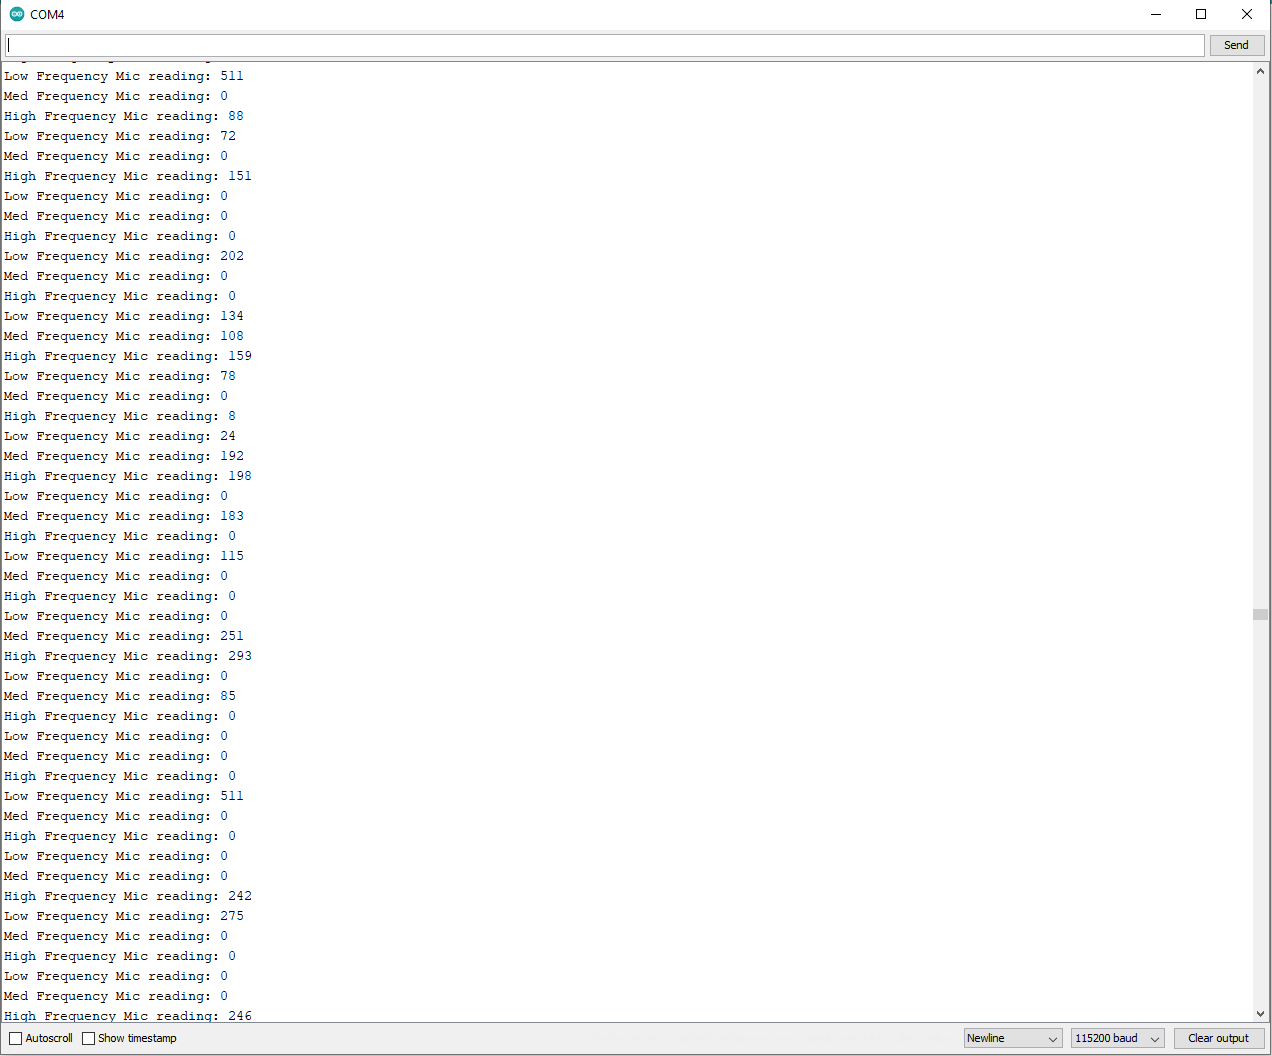 COM4
Send
Low Frequency Mic reading: 511
Med Frequency Mic reading: 0
High Frequency Mic reading: 88
Low Frequency Mic reading: 72
Med Frequency Mic reading: 0
High Frequency Mic reading: 151
Low Frequency Mic reading: 0
Med Frequency Mic reading: 0
High Frequency Mic reading: 0
Low Frequency Mic reading: 202
Med Frequency Mic reading: 0
High Frequency Mic reading: 0
Low Frequency Mic reading: 134
Med Frequency Mic reading: 108
High Frequency Mic reading: 159
Low Frequency Mic reading: 78
Med Frequency Mic reading: 0
High Frequency Mic reading: 8
Low Frequency Mic reading: 24
Med Frequency Mic reading: 192
High Frequency Mic reading: 198
Low Frequency Mic reading: 0
Med Frequency Mic reading: 183
High Frequency Mic reading: 0
Low Frequency Mic reading: 115
Med Frequency Mic reading: 0
High Frequency Mic reading: 0
Low Frequency Mic reading: 0
Med Frequency Mic reading: 251
High Frequency Mic reading: 293
Low Frequency Mic reading: 0
Med Frequency Mic reading: 85
High Frequency Mic reading: 0
Low Frequency Mic reading: 0
Med Frequency Mic reading: 0
High Frequency Mic reading: 0
Low Frequency Mic reading: 511
Med Frequency Mic reading: 0
High Frequency Mic reading: 0
Low Frequency Mic reading: 0
Med Frequency Mic reading: 0
High Frequency Mic reading: 242
Low Frequency Mic reading: 275
Med Frequency Mic reading: 0
High Frequency Mic reading: 0
Low Frequency Mic reading: 0
Med Frequency Mic reading: 0
High Frequency Mic reading: 246
Autoscroll Show timestamp Newline 115200 baud Clear output